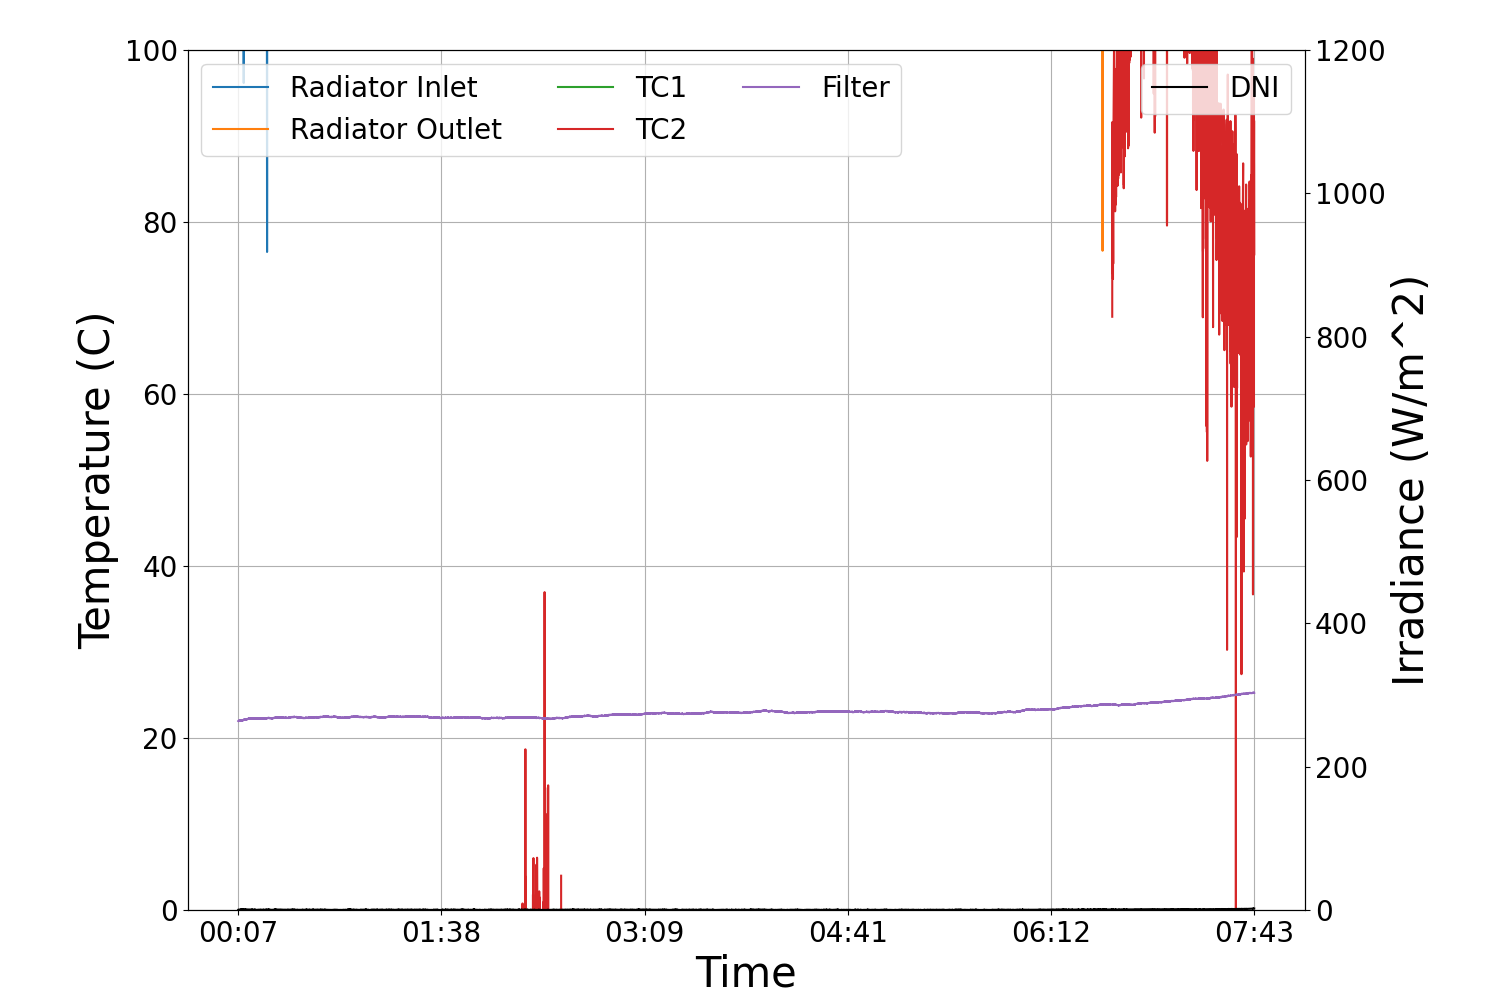 100
80
60
40
20
0
Temperature (C)
Radiator Inlet
Radiator Outlet
TC1
TC2
Filter
DNI
1200
1000
800
600
400
200
0
Irradiance (W/m^2)
00:07 01:38 03:09 04:41 06:12 07:43
Time